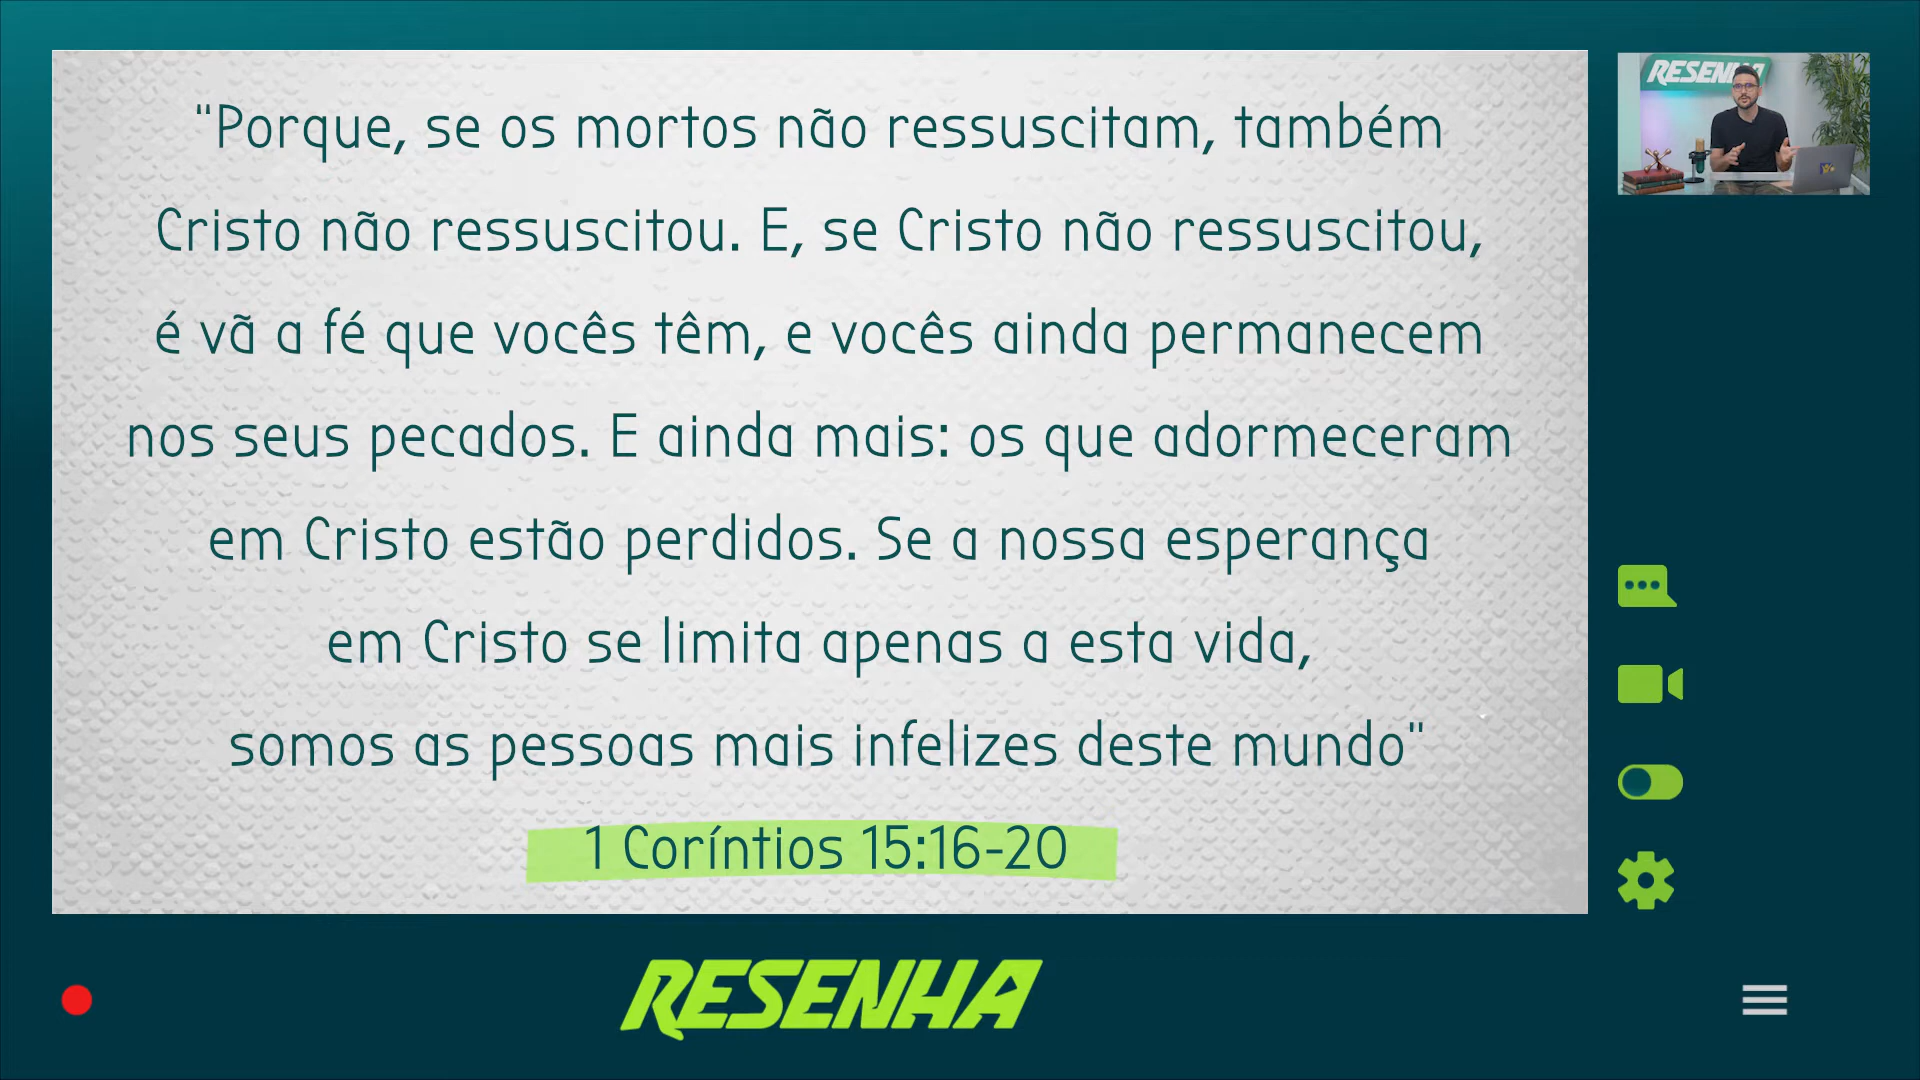 "Porque, se os mortos não ressuscitam, também
Cristo não ressuscitou. E, se Cristo não ressuscitou,
é vã a fé que vocês têm, e vocês ainda permanecem
nos seus pecados. E ainda mais: os que adormeceram
em Cristo estão perdidos. Se a nossa esperança
em Cristo se limita apenas a esta vida,
somos as pessoas mais infelizes deste mundo"
1 Coríntios 15:16-20
RESENHA
RESENHA